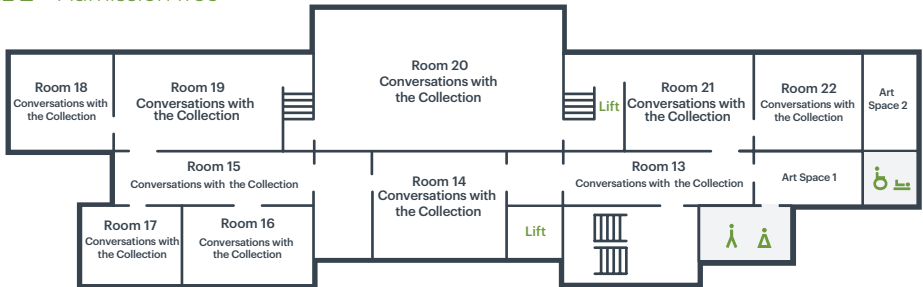 Admission free
Room 18
Conversations with
the Collection
Room 19
Conversations with
the Collection
Room 20
Conversations with
the Collection
Lift
Room 21
Conversations with
the Collection
Room 22
Conversations with
the Collection
Art
Space 2
Room 15
Conversations with the Collection
Room 14
Conversations with
the Collection
Room 13
Conversations with the Collection
Art Space 1
Room 17
Conversations with
the Collection
Room 16
Conversations with
the Collection
Lift